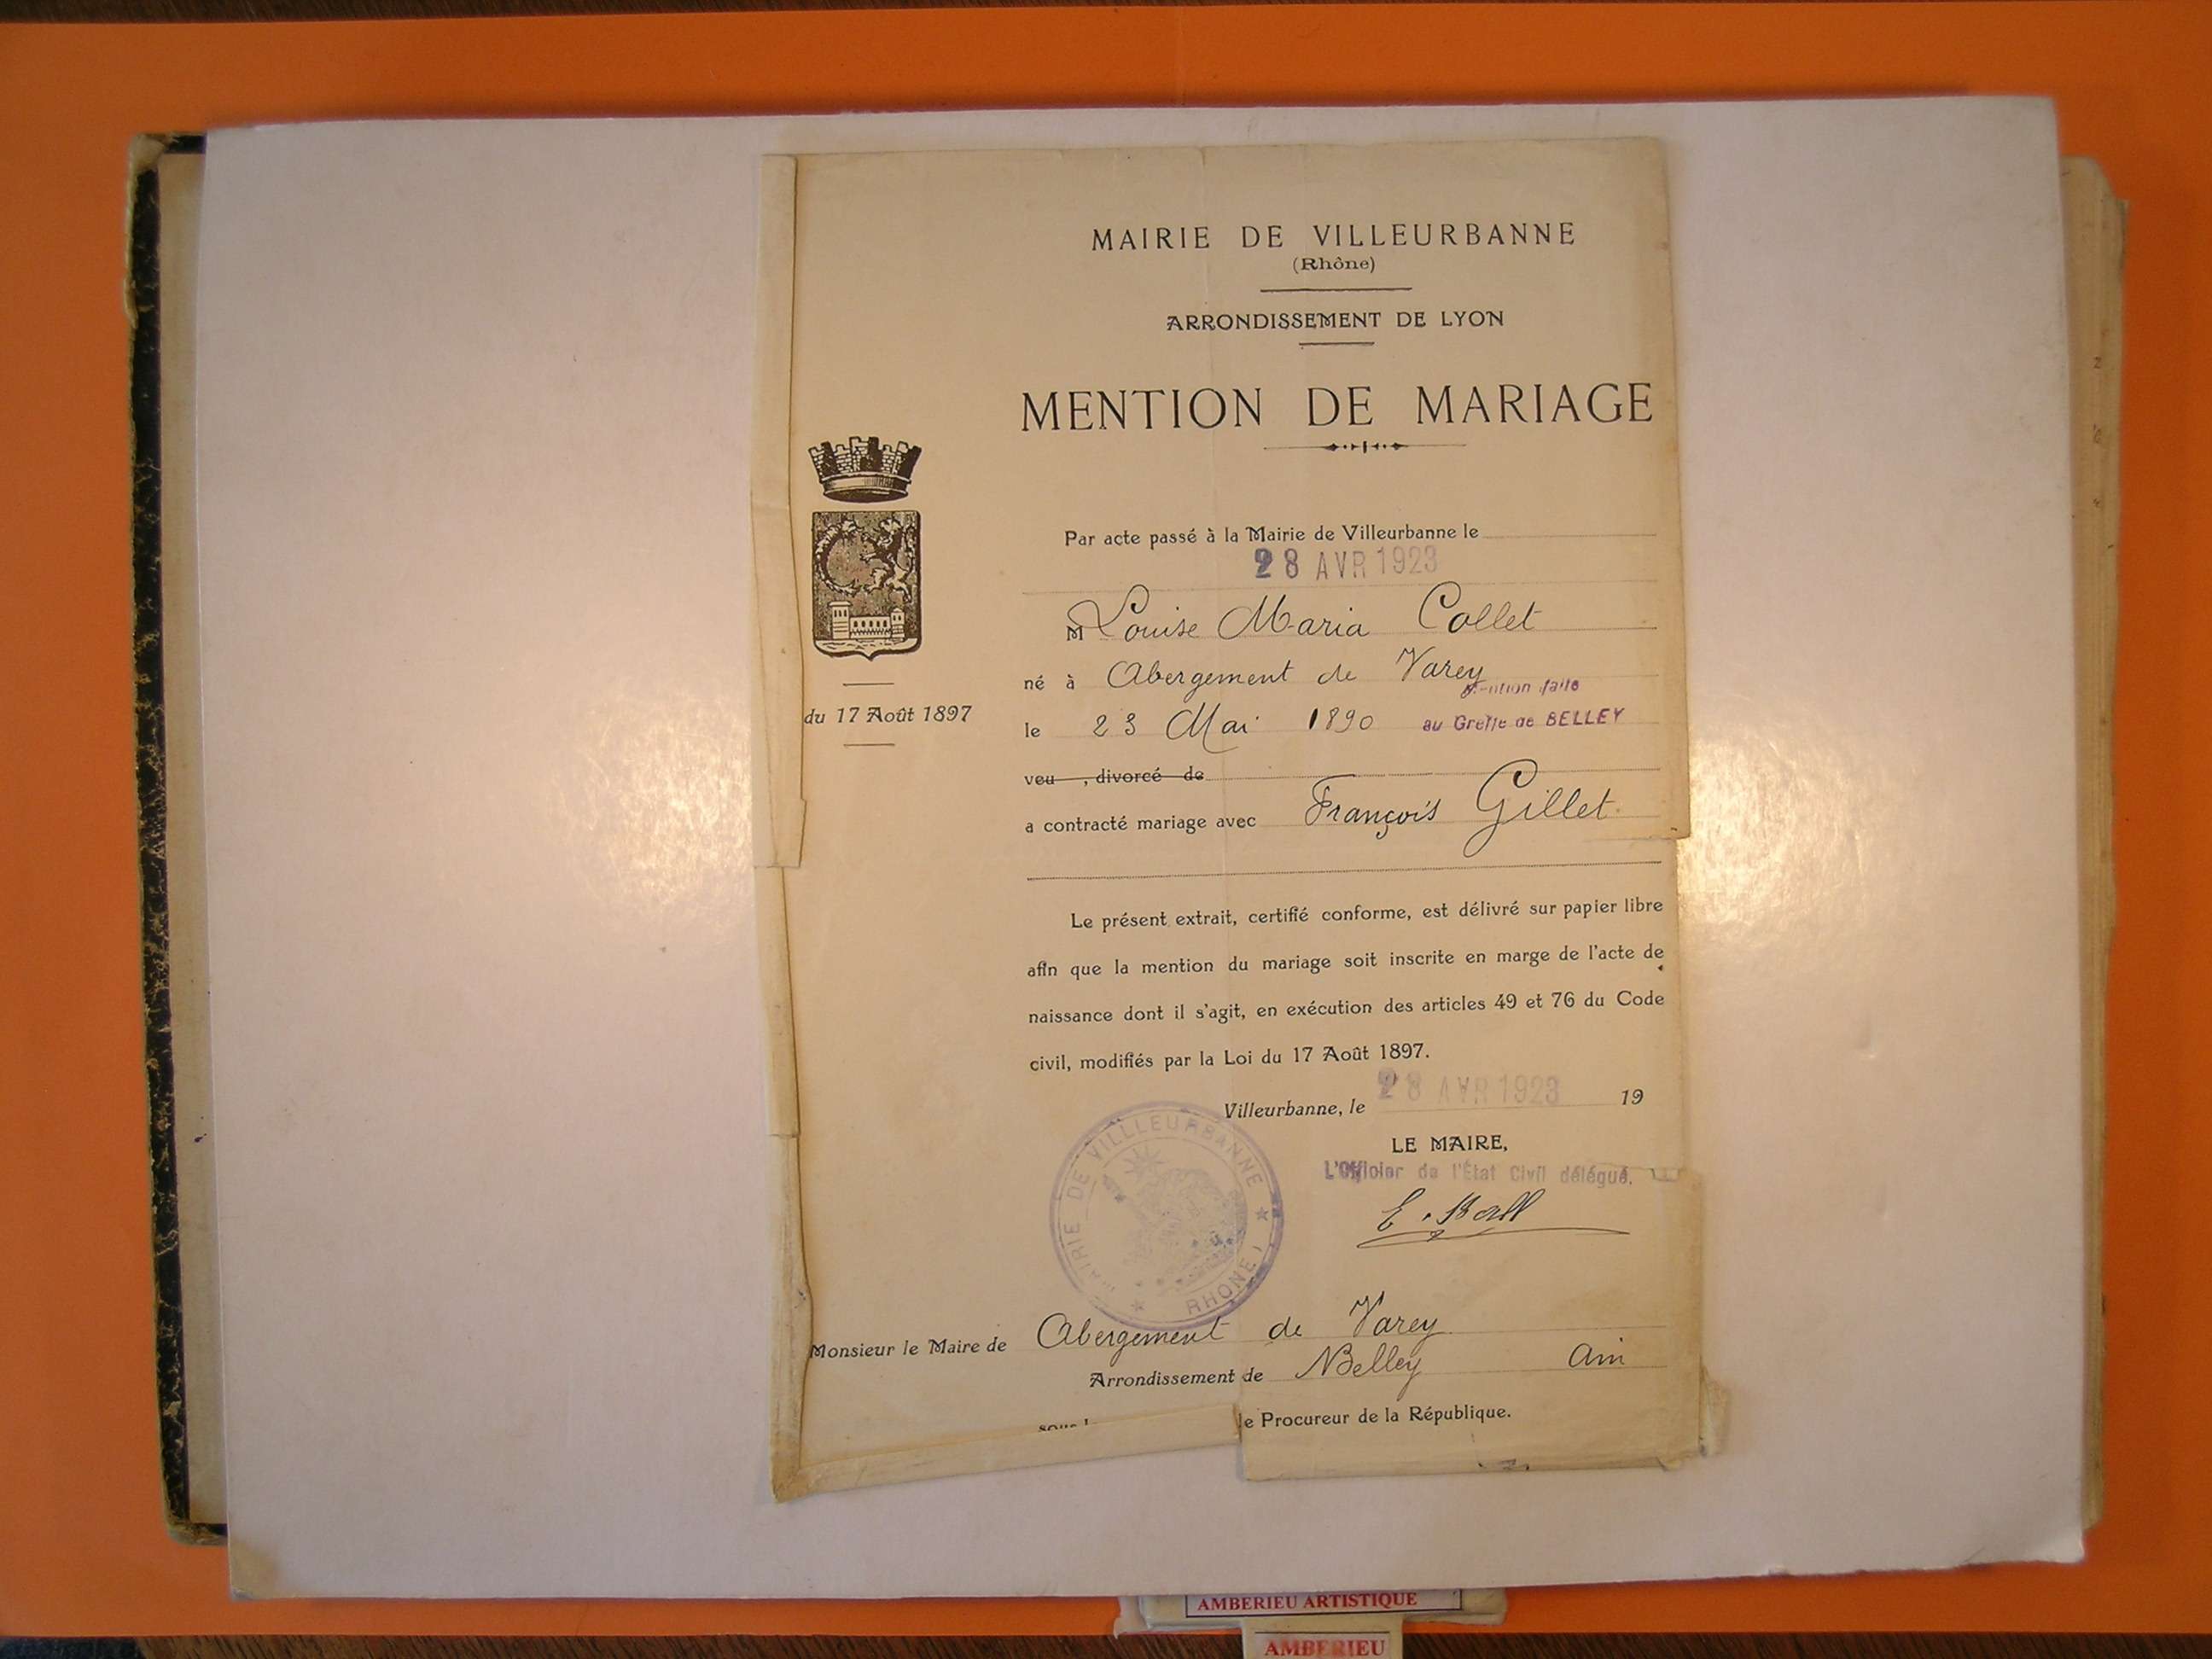 MAIRIE DE VILLEURBANNE
(Rhône)
ARRONDISSEMENT DE LYON
MENTION DE MARIAGE
du 17 Août 1897
Par acte passé à la Mairie de Villeurbanne le
28 AVR 1923
M Louise Maria Collet
né à Abergement de Varey
Mention faite
le 23 Mai 1890 au Greffe de BELLEY
veu , divorcé de
a contracté mariage avec François Gillet
Le présent extrait, certifié conforme, est délivré sur papier libre
afin que la mention du mariage soit inscrite en marge de l'acte de
naissance dont il s'agit, en exécution des articles 49 et 76 du Code
civil, modifiés par la Loi du 17 Août 1897.
Villeurbanne, le 28 AVR 1923 19
LE MAIRE,
L'Officier de l'État Civil délégué.
MAIRIE DE VILLLEURBANNE
RHONE
Monsieur le Maire de Abergement de Varey
Arrondissement de Belley Ain
le Procureur de la République.
AMBERIEU ARTISTIQUE
AMBERIEU